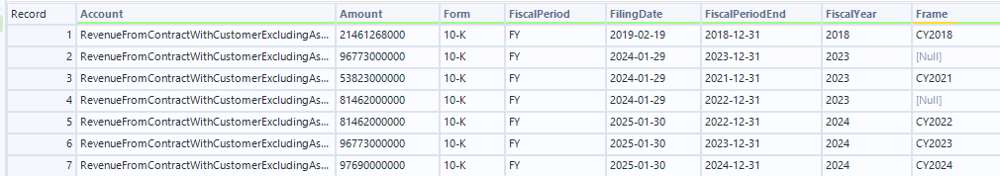 Record Account Amount Form FiscalPeriod FilingDate FiscalPeriodEnd FiscalYear Frame
1 RevenueFromContractWithCustomerExcludingAs... 21461268000 10-K FY 2019-02-19 2018-12-31 2018 CY2018
2 RevenueFromContractWithCustomerExcludingAs... 96773000000 10-K FY 2024-01-29 2023-12-31 2023 [Null]
3 RevenueFromContractWithCustomerExcludingAs... 53823000000 10-K FY 2024-01-29 2021-12-31 2023 CY2021
4 RevenueFromContractWithCustomerExcludingAs... 81462000000 10-K FY 2024-01-29 2022-12-31 2023 [Null]
5 RevenueFromContractWithCustomerExcludingAs... 81462000000 10-K FY 2025-01-30 2022-12-31 2024 CY2022
6 RevenueFromContractWithCustomerExcludingAs... 96773000000 10-K FY 2025-01-30 2023-12-31 2024 CY2023
7 RevenueFromContractWithCustomerExcludingAs... 97690000000 10-K FY 2025-01-30 2024-12-31 2024 CY2024